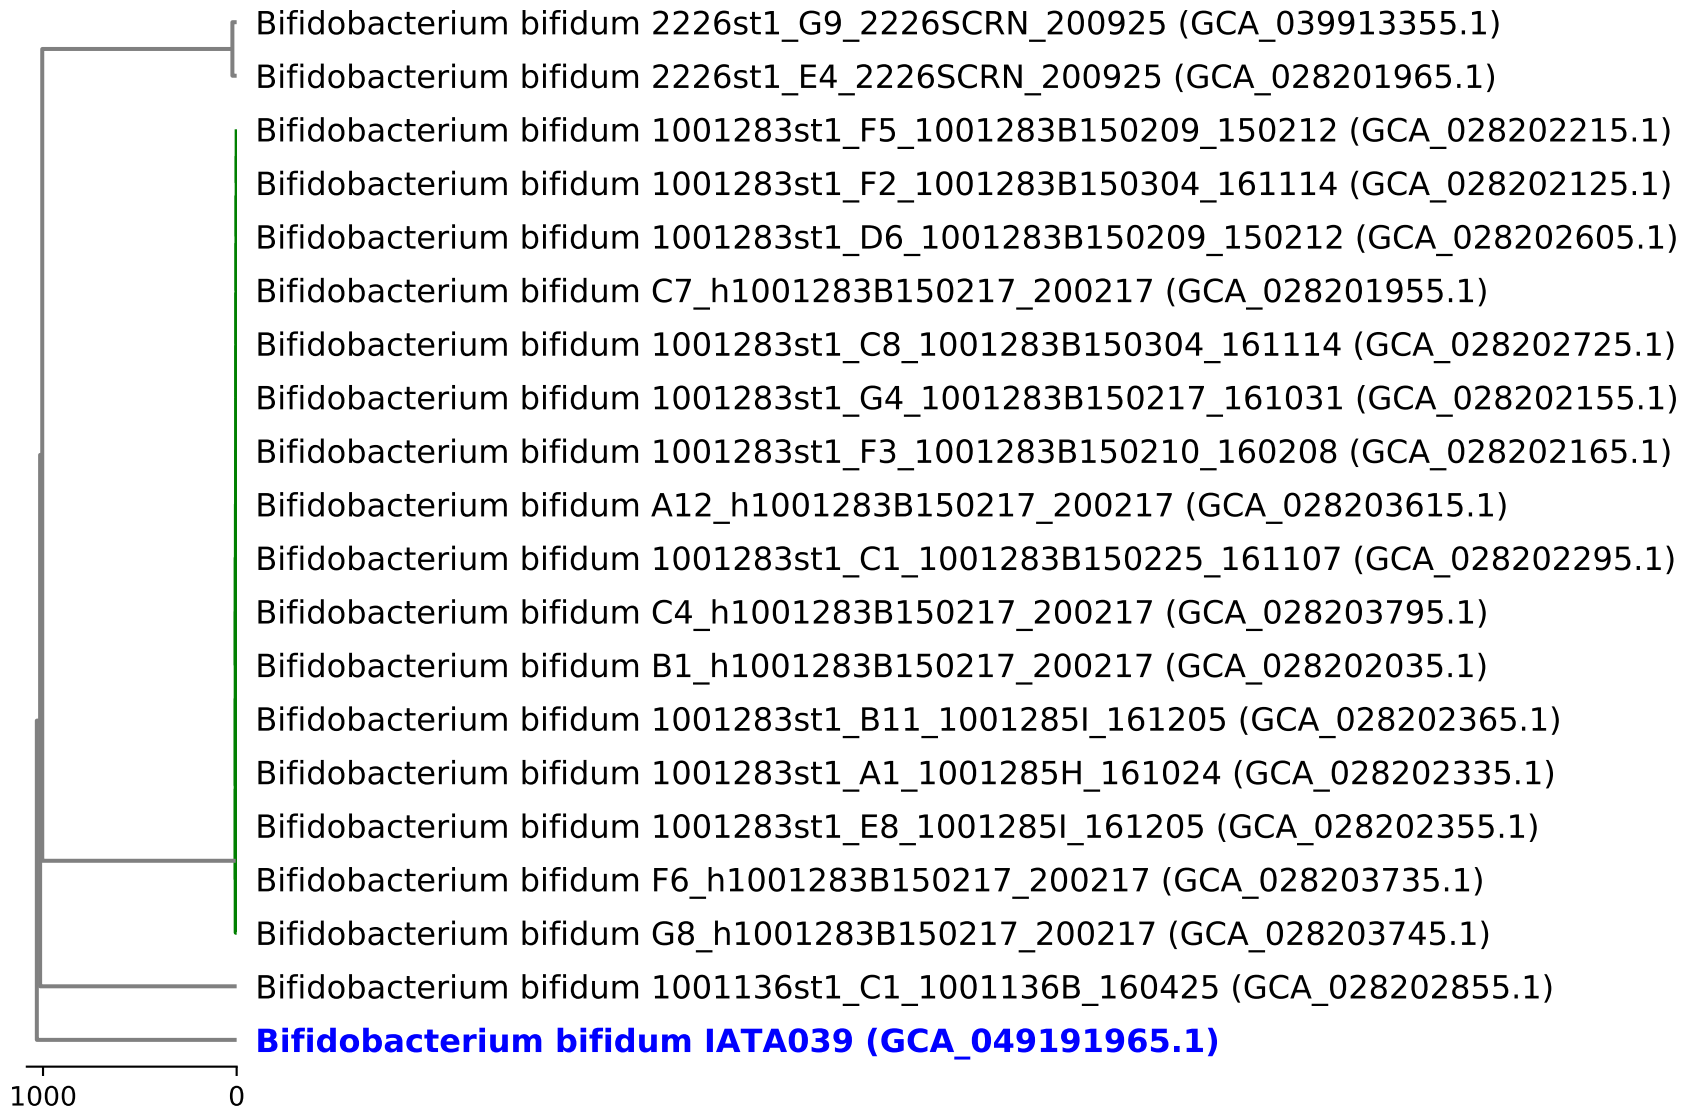 Bifidobacterium bifidum 2226st1_G9_2226SCRN_200925 (GCA_039913355.1)
Bifidobacterium bifidum 2226st1_E4_2226SCRN_200925 (GCA_028201965.1)
Bifidobacterium bifidum 1001283st1_F5_1001283B150209_150212 (GCA_028202215.1)
Bifidobacterium bifidum 1001283st1_F2_1001283B150304_161114 (GCA_028202125.1)
Bifidobacterium bifidum 1001283st1_D6_1001283B150209_150212 (GCA_028202605.1)
Bifidobacterium bifidum C7_h1001283B150217_200217 (GCA_028201955.1)
Bifidobacterium bifidum 1001283st1_C8_1001283B150304_161114 (GCA_028202725.1)
Bifidobacterium bifidum 1001283st1_G4_1001283B150217_161031 (GCA_028202155.1)
Bifidobacterium bifidum 1001283st1_F3_1001283B150210_160208 (GCA_028202165.1)
Bifidobacterium bifidum A12_h1001283B150217_200217 (GCA_028203615.1)
Bifidobacterium bifidum 1001283st1_C1_1001283B150225_161107 (GCA_028202295.1)
Bifidobacterium bifidum C4_h1001283B150217_200217 (GCA_028203795.1)
Bifidobacterium bifidum B1_h1001283B150217_200217 (GCA_028202035.1)
Bifidobacterium bifidum 1001283st1_B11_1001285I_161205 (GCA_028202365.1)
Bifidobacterium bifidum 1001283st1_A1_1001285H_161024 (GCA_028202335.1)
Bifidobacterium bifidum 1001283st1_E8_1001285I_161205 (GCA_028202355.1)
Bifidobacterium bifidum F6_h1001283B150217_200217 (GCA_028203735.1)
Bifidobacterium bifidum G8_h1001283B150217_200217 (GCA_028203745.1)
Bifidobacterium bifidum 1001136st1_C1_1001136B_160425 (GCA_028202855.1)
Bifidobacterium bifidum IATA039 (GCA_049191965.1)
1000 0